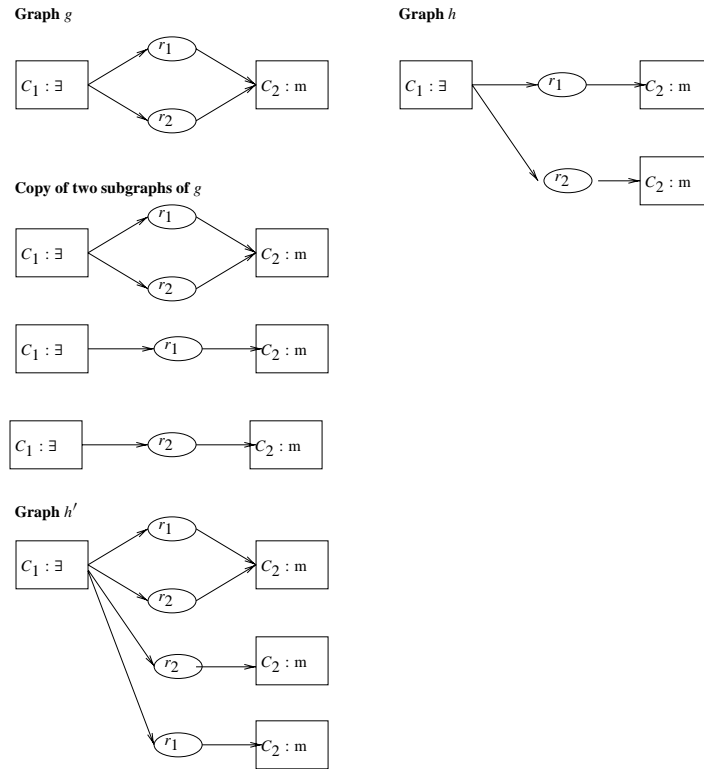 Graph g
r1
C1 : ∃
C2 : m
r2
Graph h
C1 : ∃
r1
C2 : m
r2
C2 : m
Copy of two subgraphs of g
r1
C1 : ∃
C2 : m
r2
C1 : ∃
r1
C2 : m
C1 : ∃
r2
C2 : m
Graph h′
r1
C1 : ∃
C2 : m
r2
r2
C2 : m
r1
C2 : m